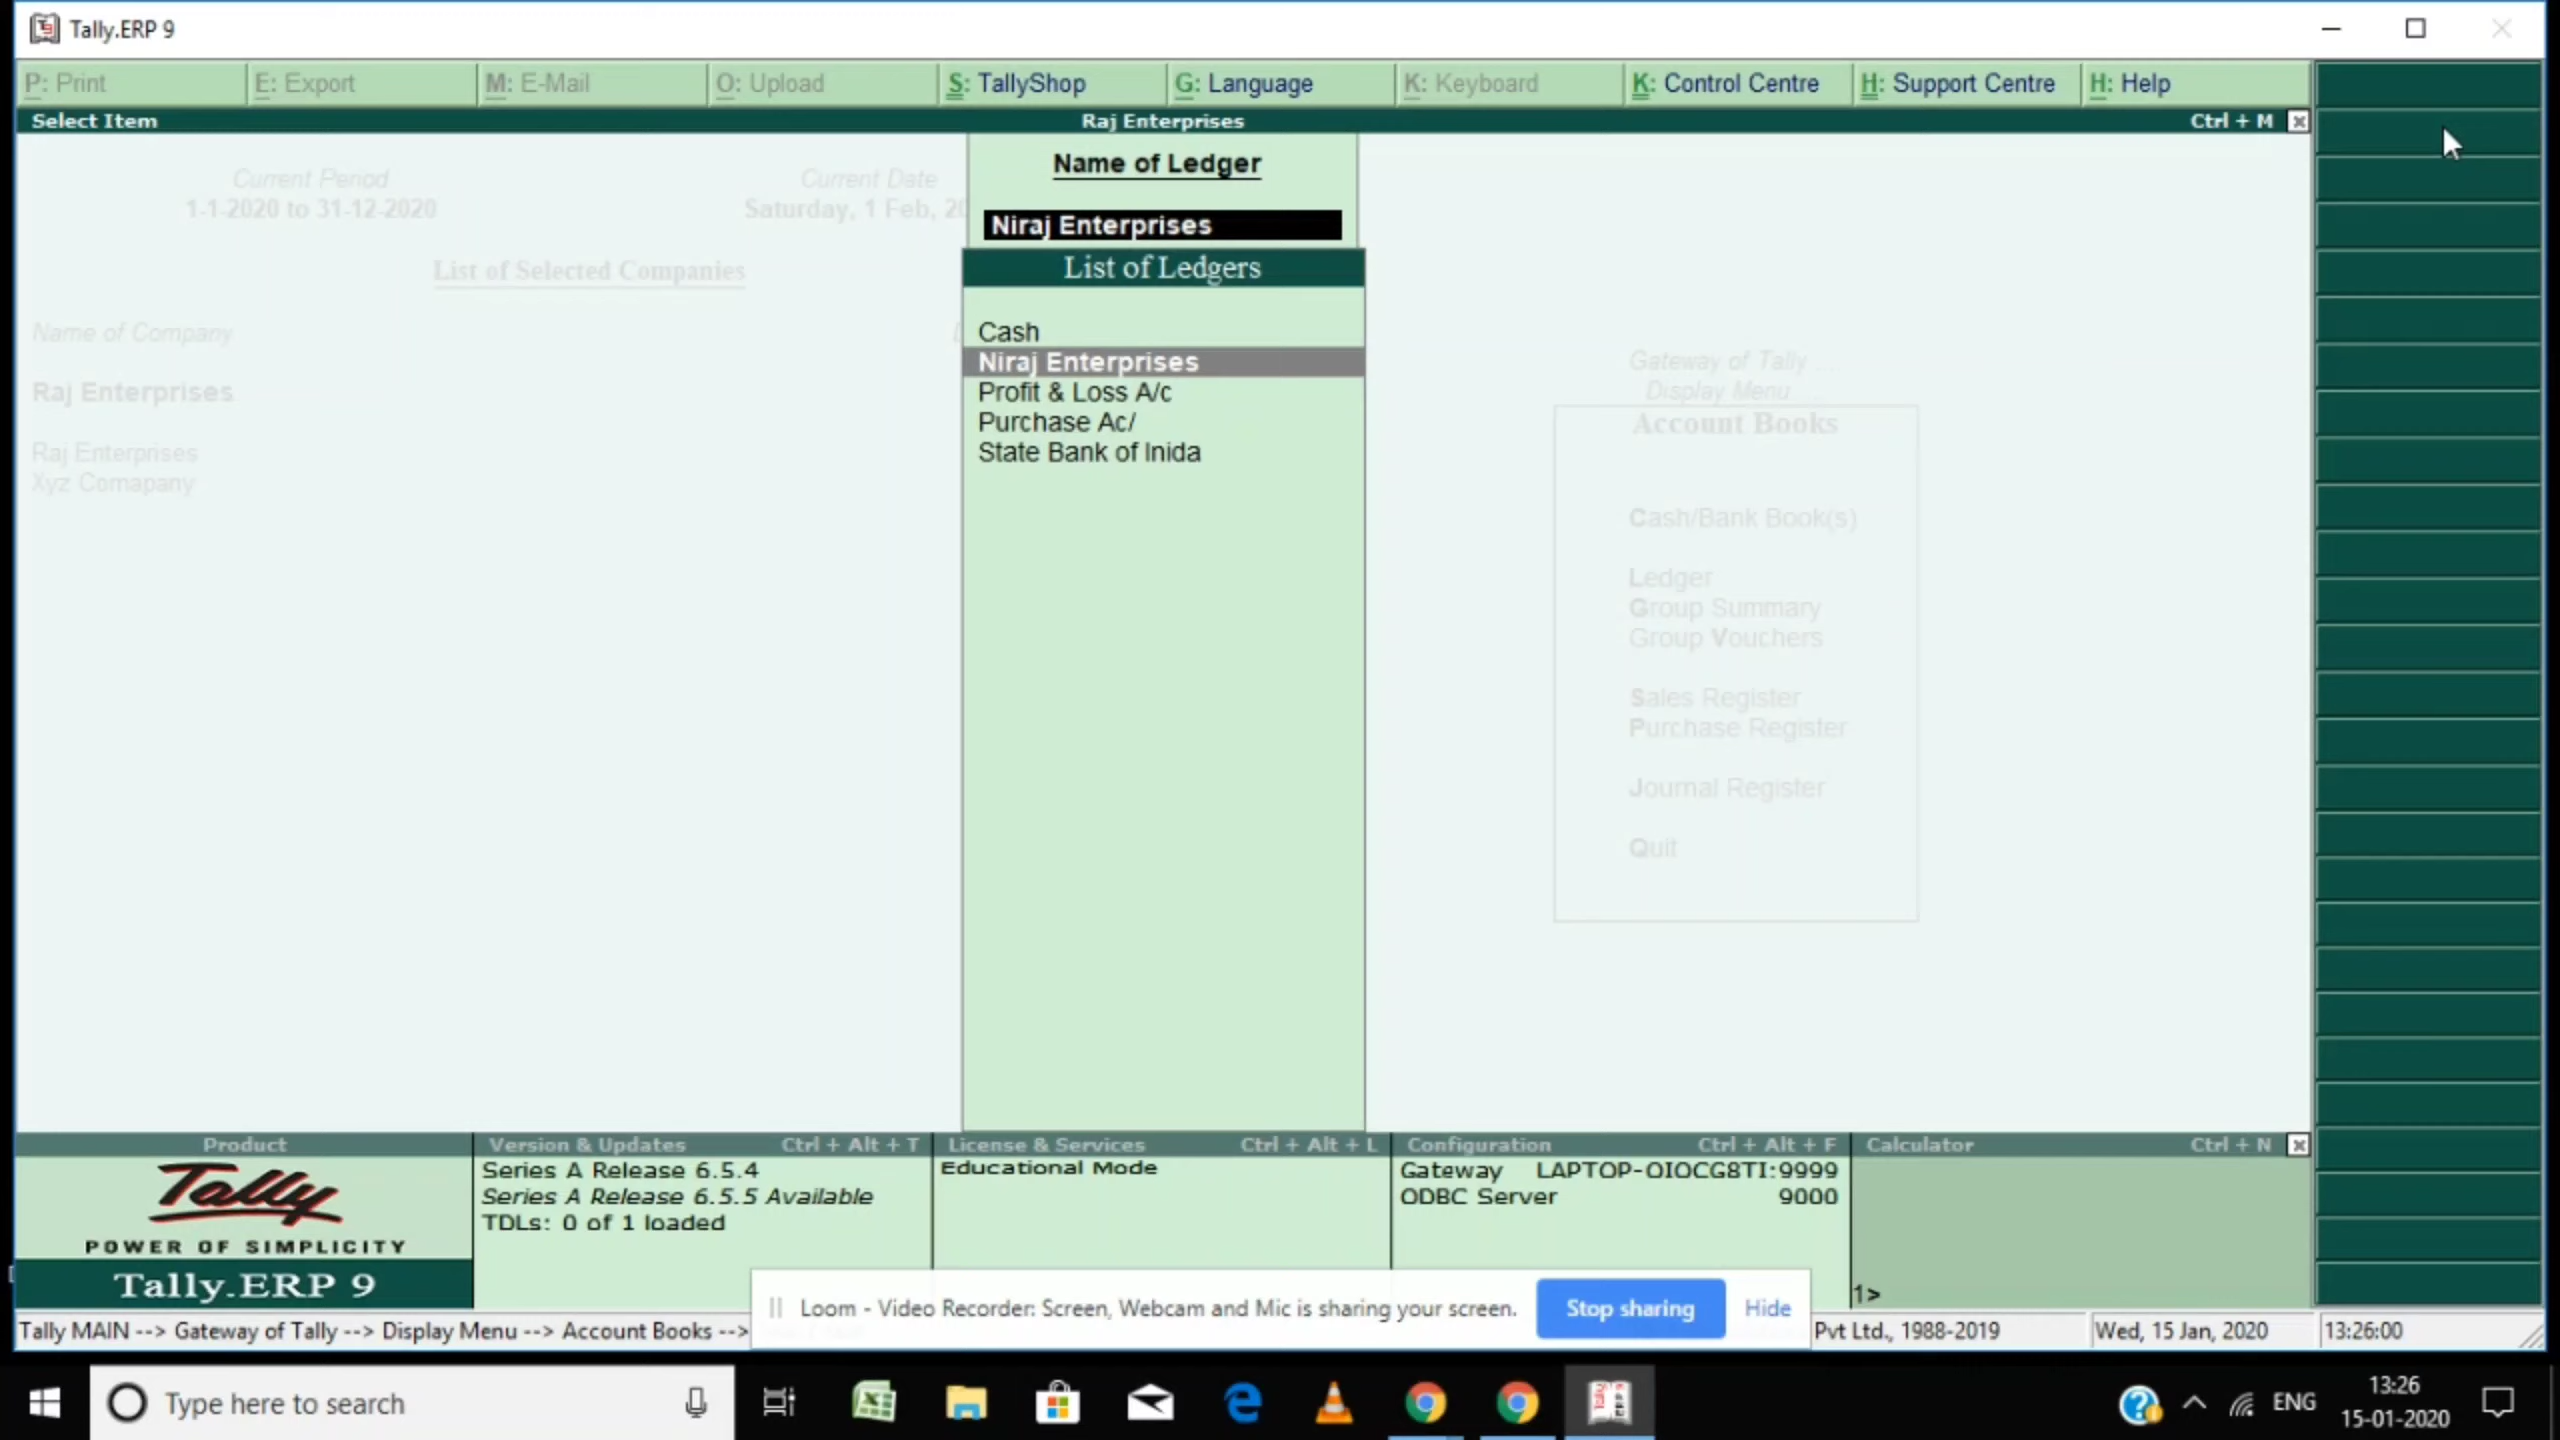 Tally.ERP 9
P: Print E: Export M: E-Mail O: Upload S: TallyShop G: Language K: Keyboard K: Control Centre H: Support Centre H: Help
Select Item Raj Enterprises Ctrl + M
Current Period Current Date
1-1-2020 to 31-12-2020 Saturday, 1 Feb, 20
List of Selected Companies
Name of Company
Raj Enterprises
Raj Enterprises
Xyz Comapany
Name of Ledger
Niraj Enterprises
List of Ledgers
Cash
Niraj Enterprises
Profit & Loss A/c
Purchase Ac/
State Bank of Inida
Gateway of Tally ...
Display Menu ...
Account Books
Cash/Bank Book(s)
Ledger
Group Summary
Group Vouchers
Sales Register
Purchase Register
Journal Register
Quit
Product
Tally
POWER OF SIMPLICITY
Tally.ERP 9
Version & Updates Ctrl + Alt + T
Series A Release 6.5.4
Series A Release 6.5.5 Available
TDLs: 0 of 1 loaded
License & Services Ctrl + Alt + L
Educational Mode
Configuration Ctrl + Alt + F
Gateway LAPTOP-OIOCG8TI:9999
ODBC Server 9000
Calculator Ctrl + N
1>
Loom - Video Recorder: Screen, Webcam and Mic is sharing your screen. Stop sharing Hide
Tally MAIN --> Gateway of Tally --> Display Menu --> Account Books --> Pvt Ltd., 1988-2019 Wed, 15 Jan, 2020 13:26:00
Type here to search
ENG
13:26
15-01-2020